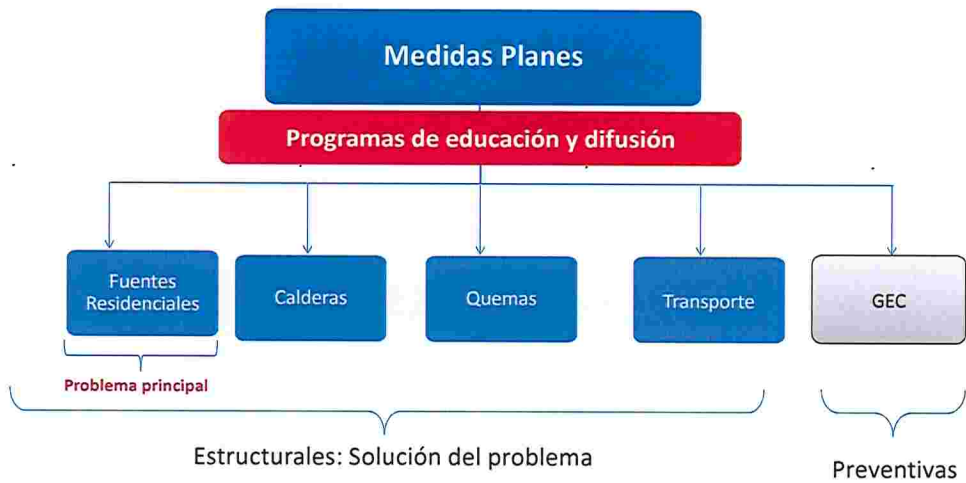 Medidas Planes
Programas de educación y difusión
Fuentes
Residenciales
Calderas
Quemas
Transporte
GEC
Problema principal
Estructurales: Solución del problema
Preventivas